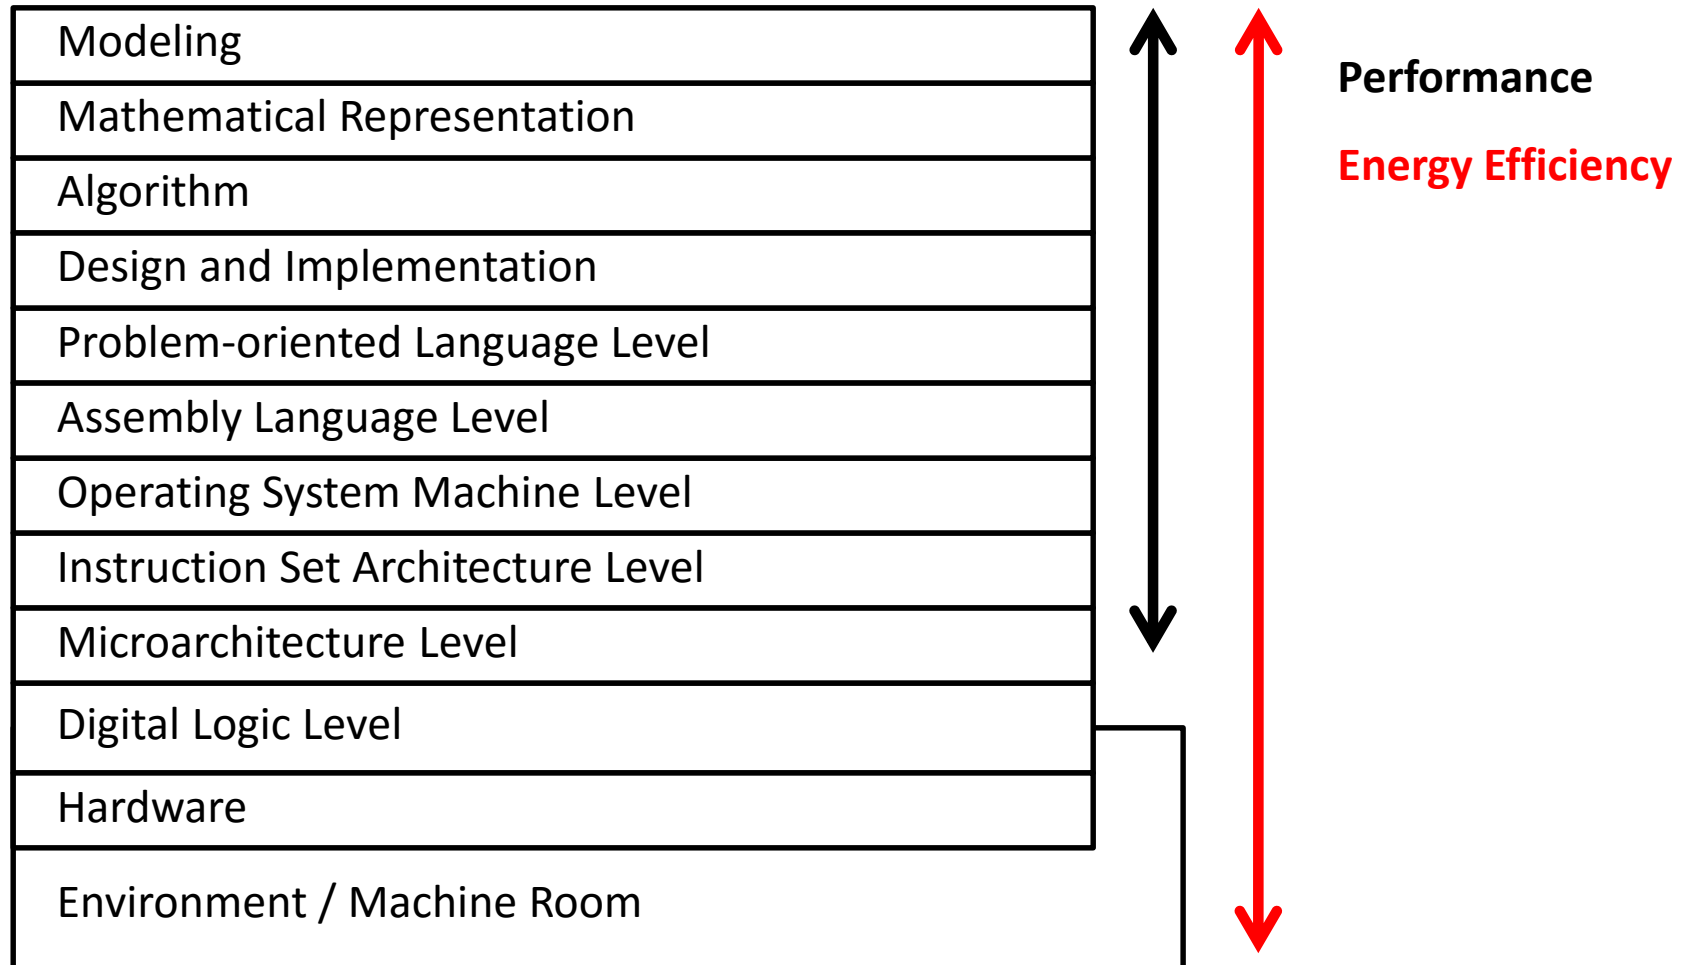 Modeling
Mathematical Representation
Algorithm
Design and Implementation
Problem-oriented Language Level
Assembly Language Level
Operating System Machine Level
Instruction Set Architecture Level
Microarchitecture Level
Digital Logic Level
Hardware
Environment / Machine Room
Performance
Energy Efficiency